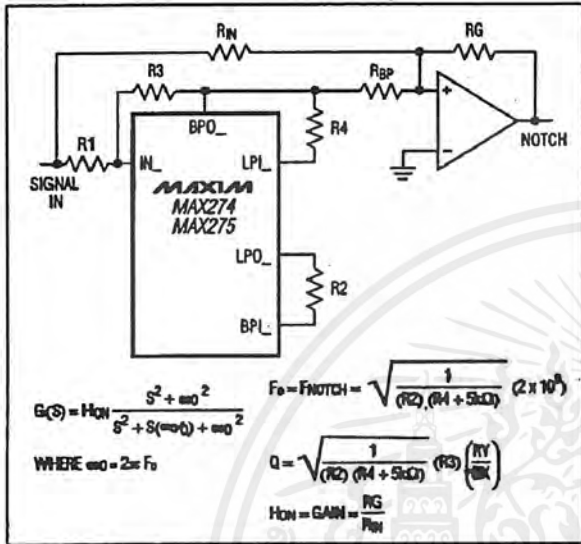 RIN
RG
R3
RBP
BPO_
R4
+
R1
IN_
LPI_
−
NOTCH
SIGNAL
IN
MAXIM
MAX274
MAX275
LPO_
R2
BPI_
G(S) = HON (S² + ω0²) / (S² + S(ω0/Q) + ω0²)
F0 = FNOTCH = √(1 / ((R2) (R4 + 5kΩ))) (2 x 10⁹)
WHERE ω0 = 2π F0
Q = √(1 / ((R2) (R4 + 5kΩ))) (R3) (RY/RX)
HON = GAIN = RG/RIN